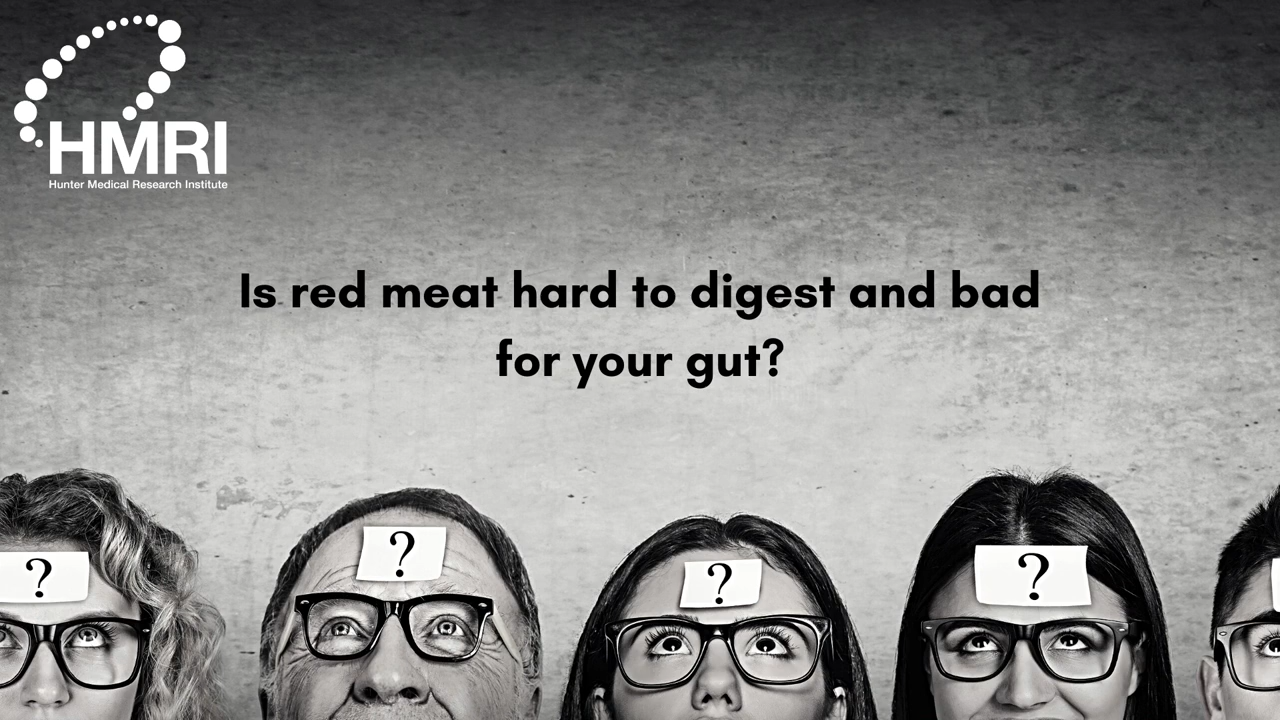 HMRI
Hunter Medical Research Institute
Is red meat hard to digest and bad
for your gut?
?
?
?
?